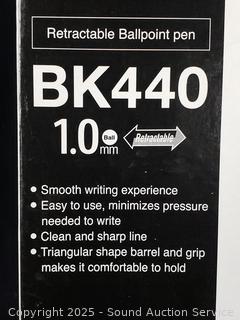 Retractable Ballpoint pen
BK440
1.0 Ball mm Retractable
• Smooth writing experience
• Easy to use, minimizes pressure
needed to write
• Clean and sharp line
• Triangular shape barrel and grip
makes it comfortable to hold
Copyright 2025 - Sound Auction Service